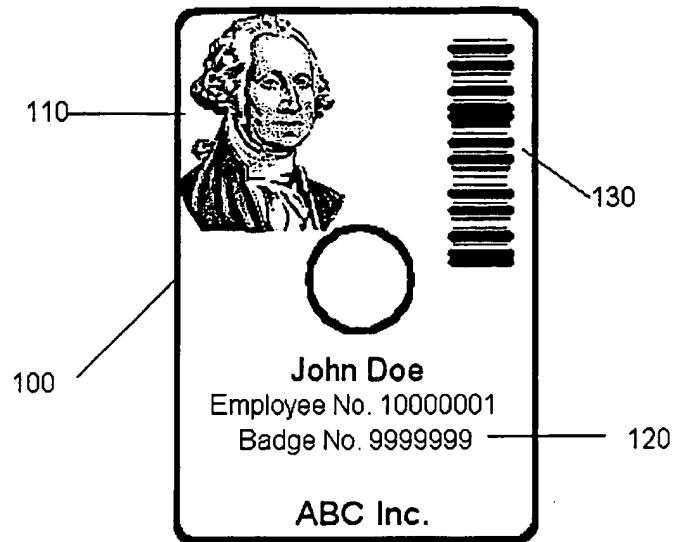 110
130
100
John Doe
Employee No. 10000001
Badge No. 9999999
120
ABC Inc.